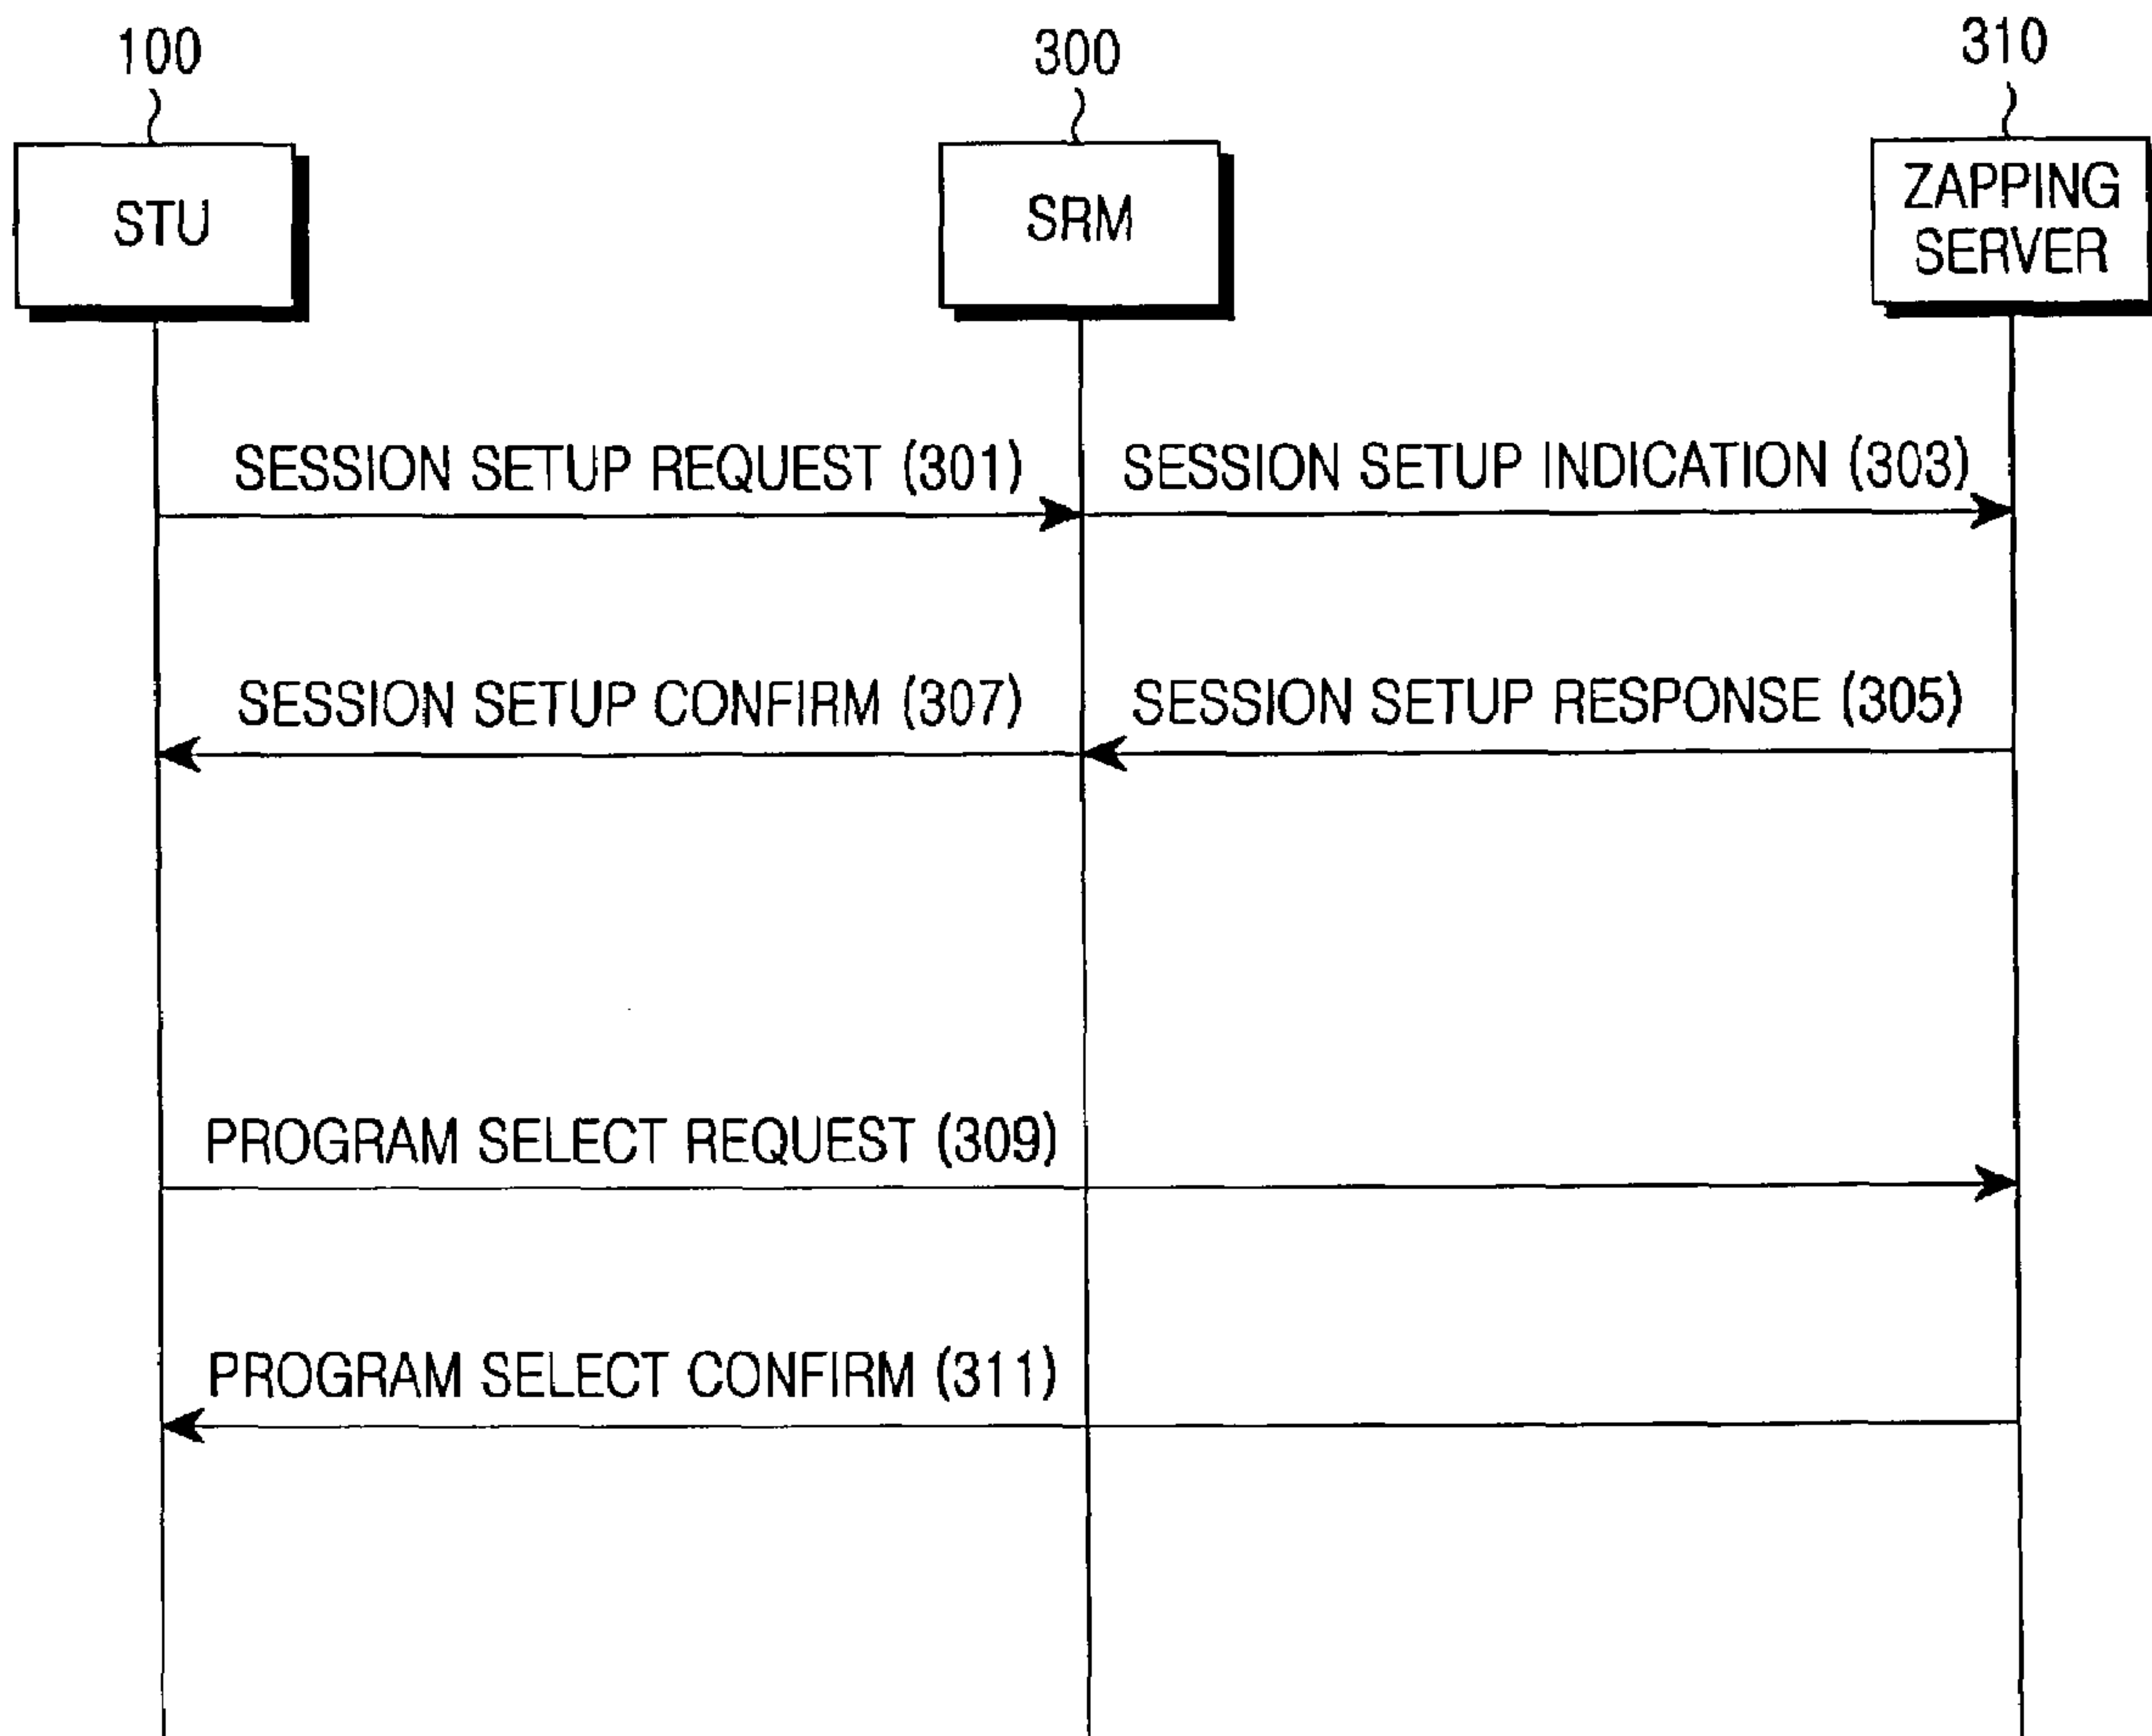 100
300
310
STU
SRM
ZAPPING
SERVER
SESSION SETUP REQUEST (301)
SESSION SETUP INDICATION (303)
SESSION SETUP CONFIRM (307)
SESSION SETUP RESPONSE (305)
PROGRAM SELECT REQUEST (309)
PROGRAM SELECT CONFIRM (311)